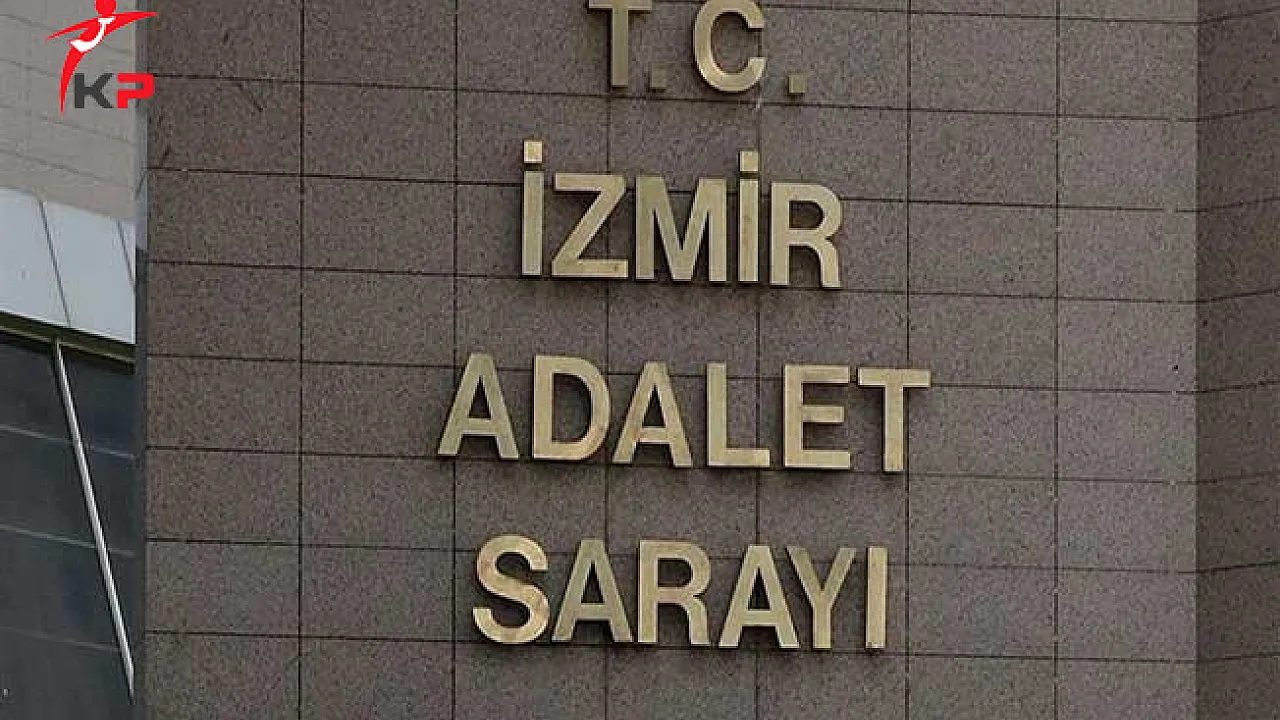 KP
T.C.
İZMİR
ADALET
SARAYI